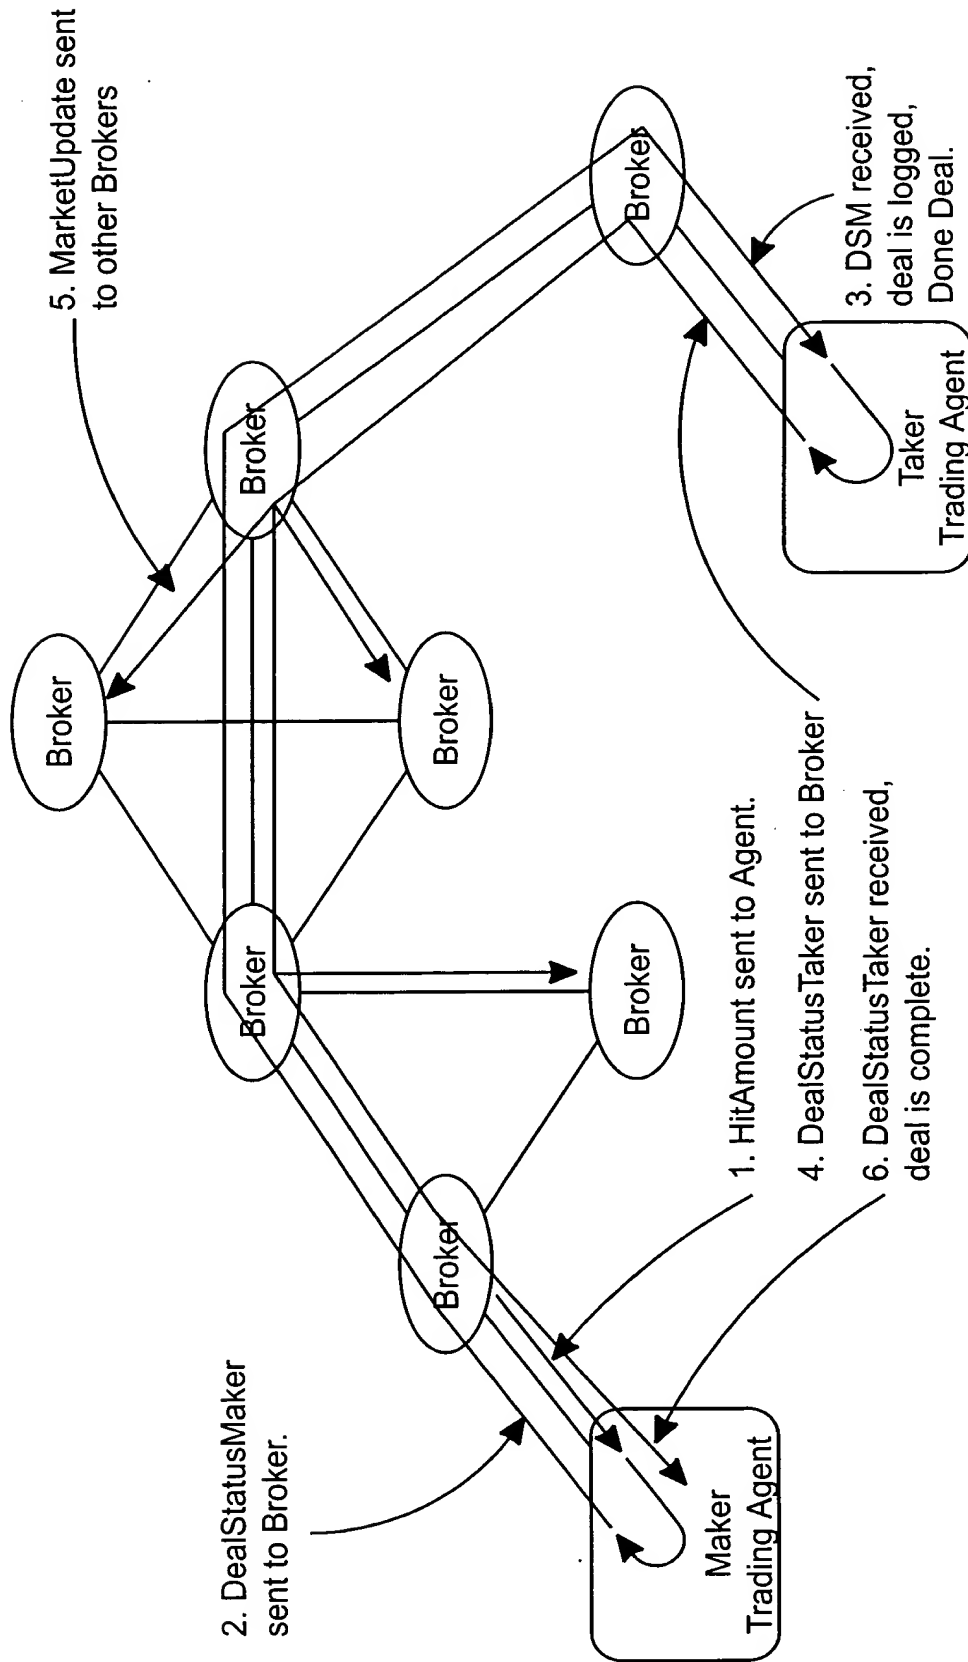 5. MarketUpdate sent
to other Brokers
Broker
Broker
Broker
Broker
Broker
Broker
Broker
2. DealStatusMaker
sent to Broker.
3. DSM received,
deal is logged,
Done Deal.
1. HitAmount sent to Agent.
4. DealStatusTaker sent to Broker
6. DealStatusTaker received,
deal is complete.
Maker
Trading Agent
Taker
Trading Agent